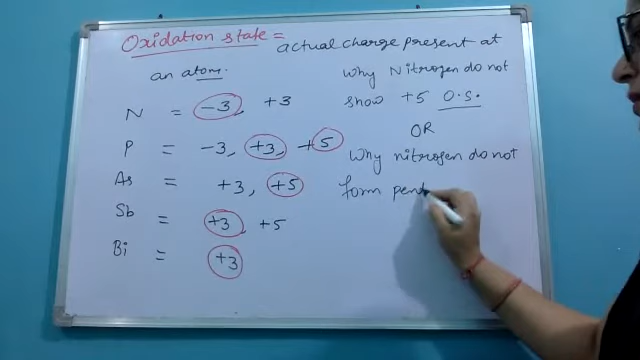 Oxidation state = actual charge present at
an atom.
N = -3, +3
P = -3, +3, +5
As = +3, +5
Sb = +3, +5
Bi = +3
Why Nitrogen do not
show +5 O.S.
OR
Why nitrogen do not
form pent